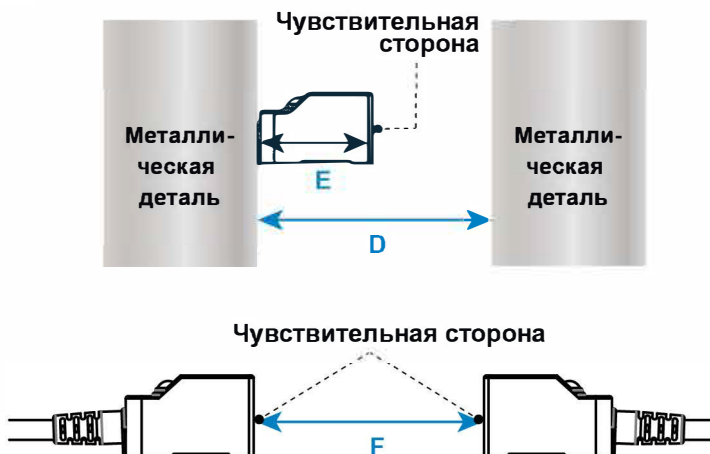 Чувствительная
сторона
Металли-
ческая
деталь
Металли-
ческая
деталь
E
D
Чувствительная сторона
F